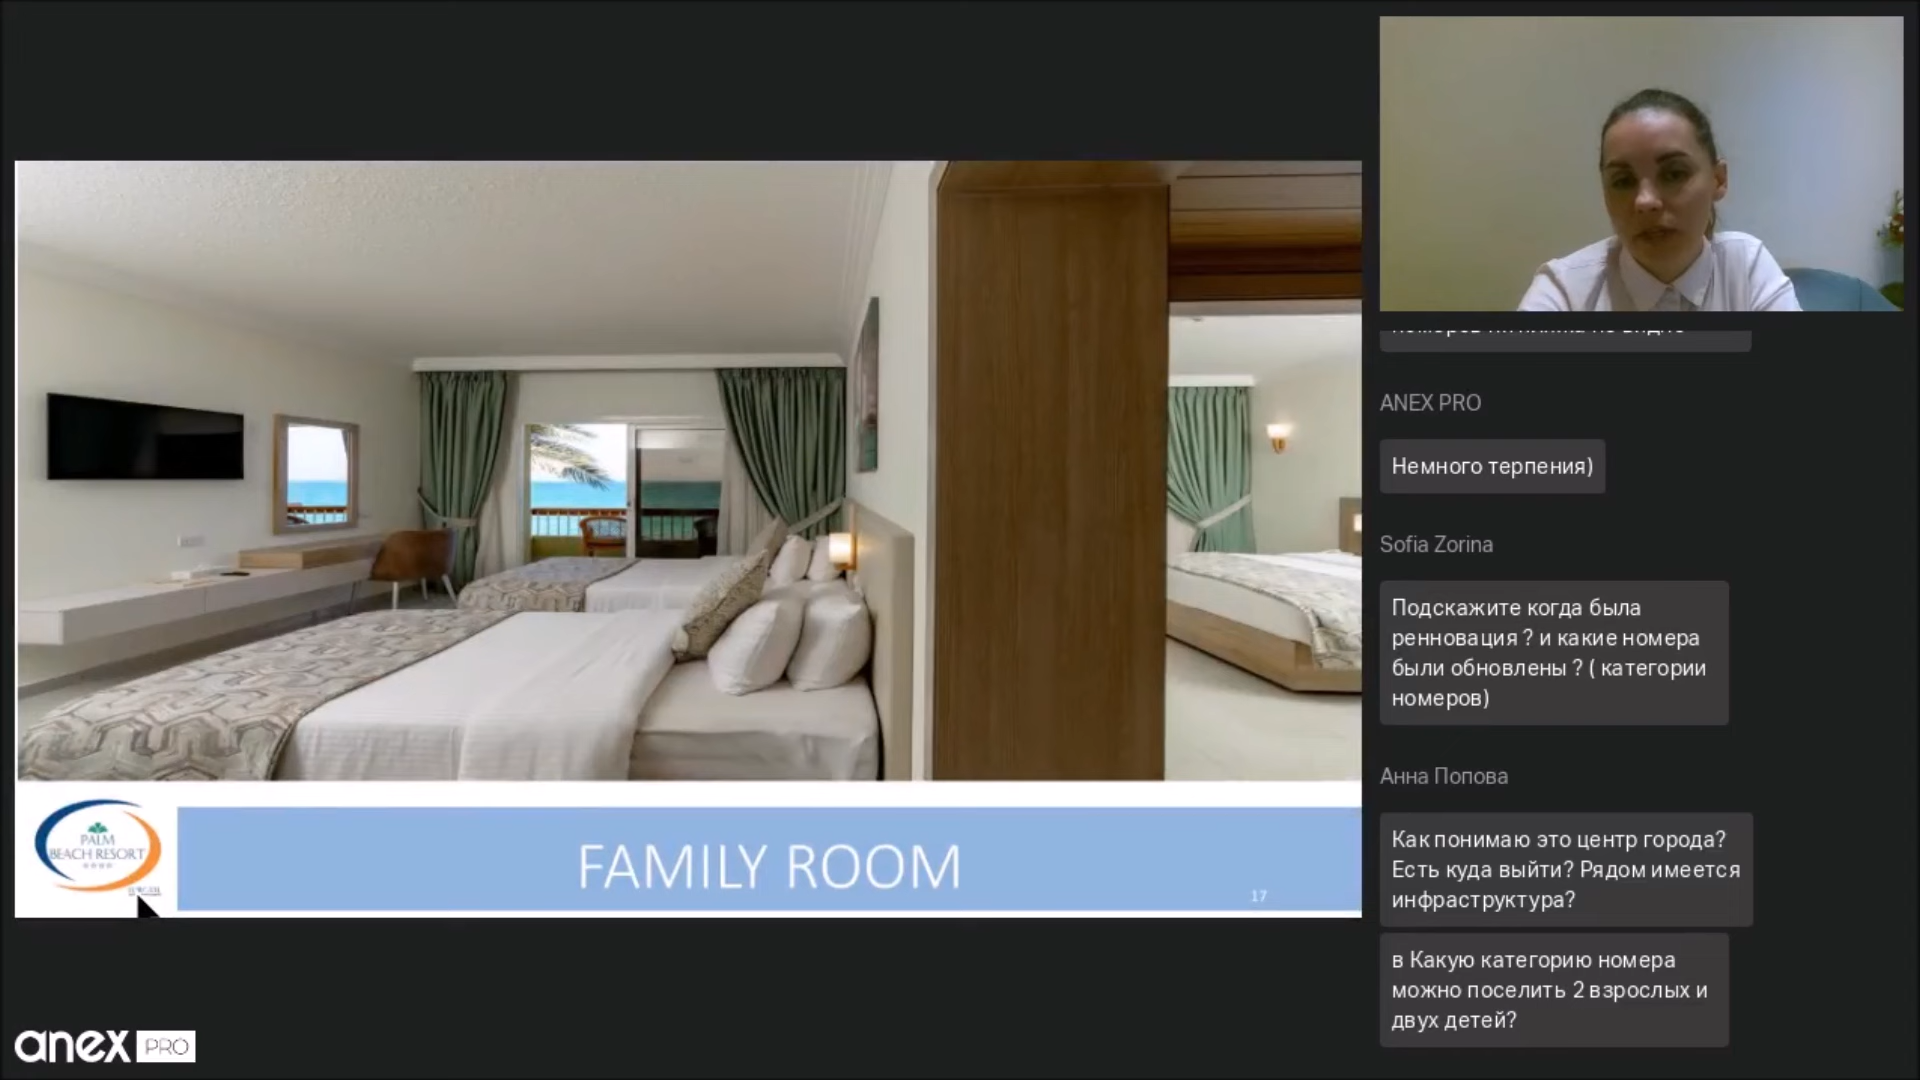 FAMILY ROOM
17
PALM
BEACH RESORT
anex PRO
ANEX PRO
Немного терпения)
Sofia Zorina
Подскажите когда была
ренновация ? и какие номера
были обновлены ? ( категории
номеров)
Анна Попова
Как понимаю это центр города?
Есть куда выйти? Рядом имеется
инфраструктура?
в Какую категорию номера
можно поселить 2 взрослых и
двух детей?